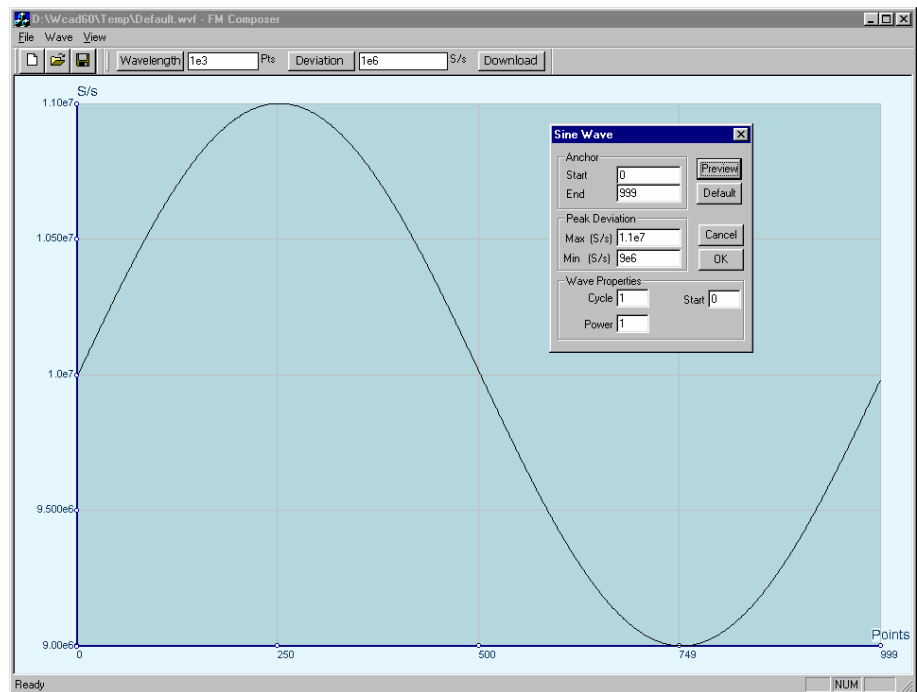 D:\Wcad60\Temp\Default.wvf - FM Composer
File Wave View
Wavelength 1e3 Pts Deviation 1e6 S/s Download
S/s
1.10e7
1.050e7
1.0e7
9.500e6
9.00e6
0 250 500 749 999
Points
Sine Wave
Anchor
Start 0
End 999
Preview
Default
Peak Deviation
Max (S/s) 1.1e7
Min (S/s) 9e6
Cancel
OK
Wave Properties
Cycle 1 Start 0
Power 1
Ready NUM